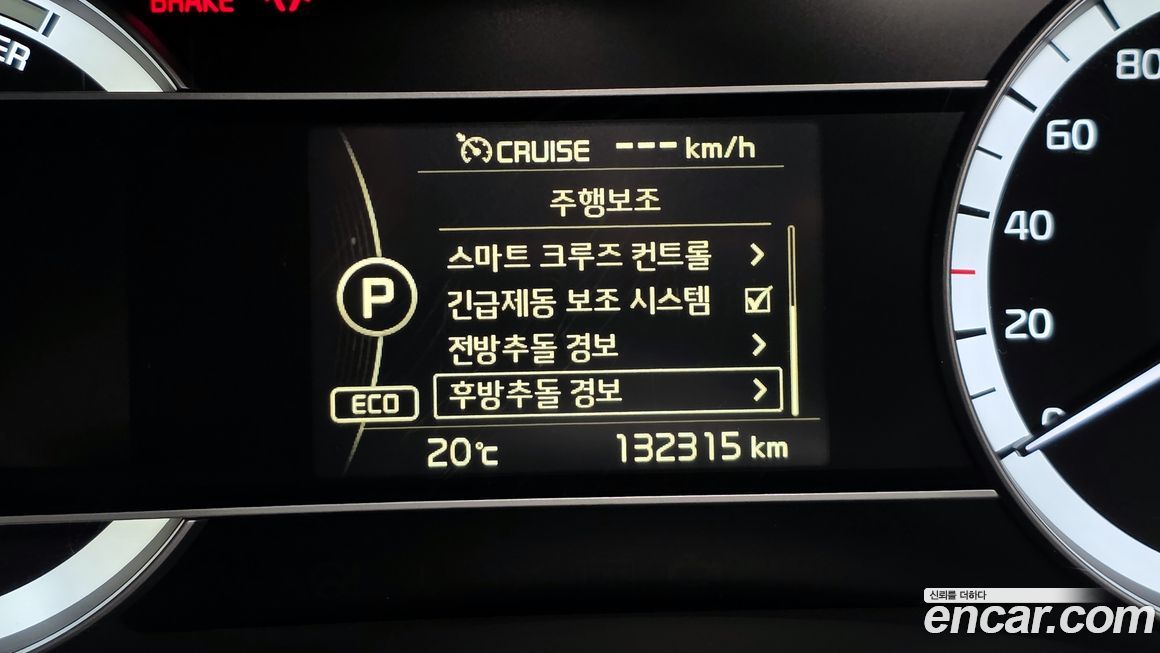 BRAKE
ER
CRUISE --- km/h
주행보조
스마트 크루즈 컨트롤
긴급제동 보조 시스템
전방추돌 경보
후방추돌 경보
P
ECO
20℃ 132315 km
80
60
40
20
0
신뢰를 더하다
encar.com